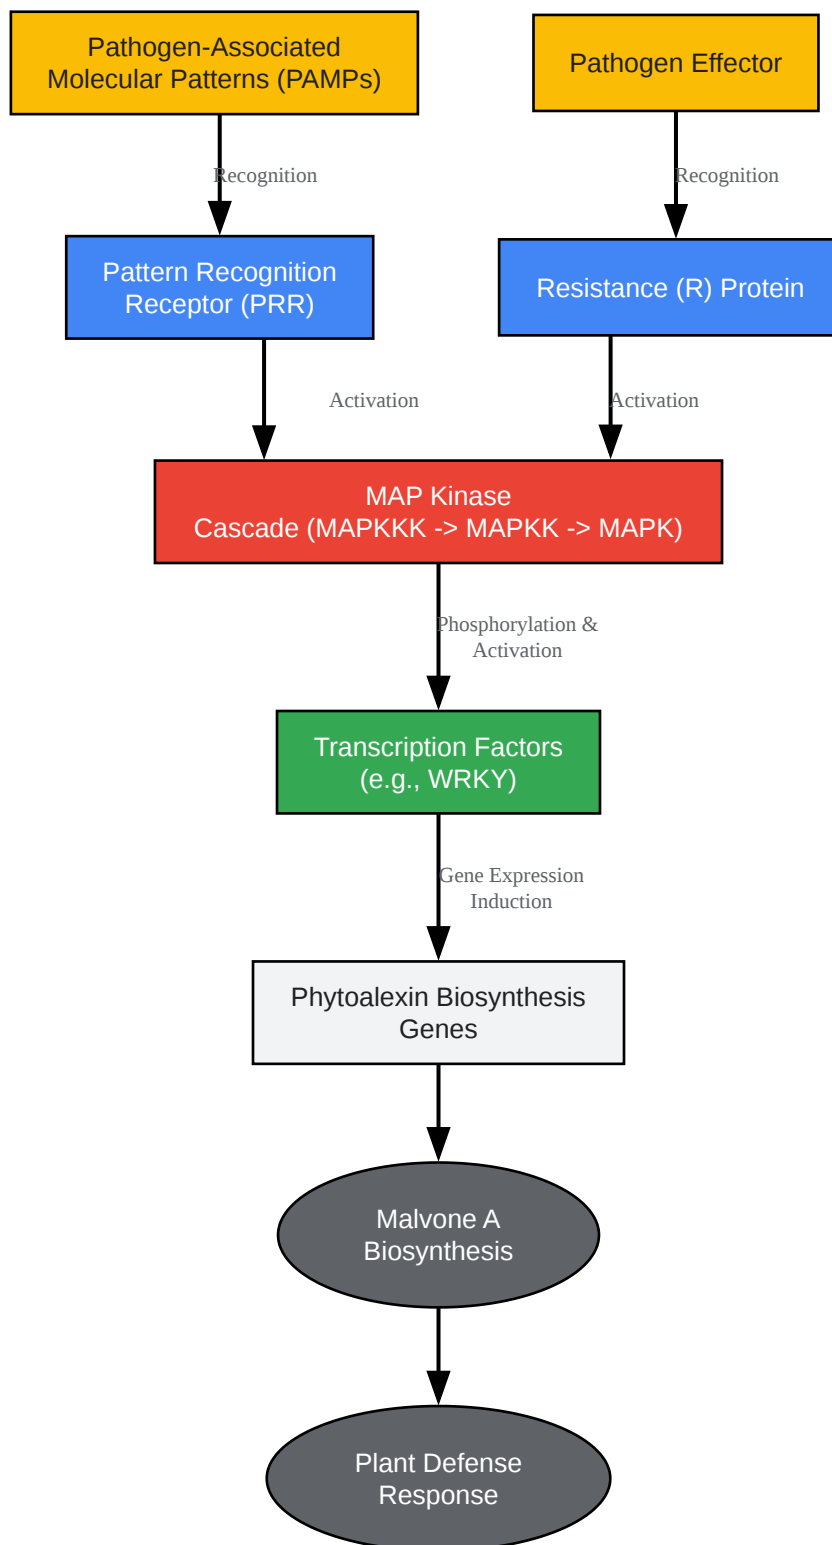 Pathogen-Associated
Molecular Patterns (PAMPs)
Pathogen Effector
Recognition
Recognition
Pattern Recognition
Receptor (PRR)
Resistance (R) Protein
Activation
Activation
MAP Kinase
Cascade (MAPKKK -> MAPKK -> MAPK)
Phosphorylation &
Activation
Transcription Factors
(e.g., WRKY)
Gene Expression
Induction
Phytoalexin Biosynthesis
Genes
Malvone A
Biosynthesis
Plant Defense
Response